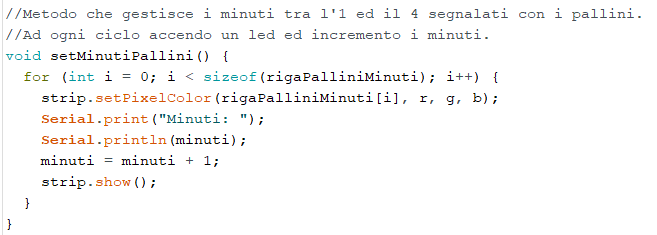 //Metodo che gestisce i minuti tra l'1 ed il 4 segnalati con i pallini.
//Ad ogni ciclo accendo un led ed incremento i minuti.
void setMinutiPallini() {
  for (int i = 0; i < sizeof(rigaPalliniMinuti); i++) {
    strip.setPixelColor(rigaPalliniMinuti[i], r, g, b);
    Serial.print("Minuti: ");
    Serial.println(minuti);
    minuti = minuti + 1;
    strip.show();
  }
}